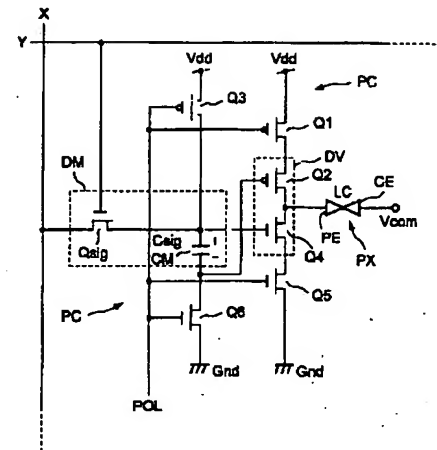 X
Y
Vdd
Vdd
PC
Q3
Q1
DM
DV
Q2
LC
CE
Csig
Vcom
Qsig
CM
PE
Q4
PX
PC
Q6
Q5
Gnd
Gnd
POL